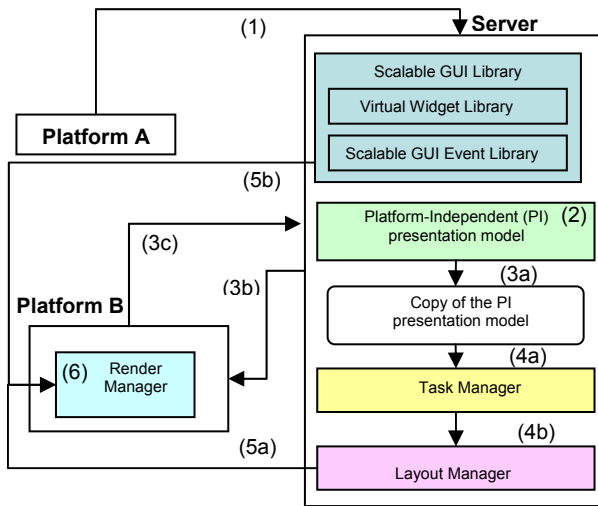 (1)
Server
Scalable GUI Library
Virtual Widget Library
Platform A
Scalable GUI Event Library
(5b)
Platform-Independent (PI) (2)
presentation model
(3c)
(3a)
(3b)
Copy of the PI
presentation model
Platform B
(4a)
(6) Render
Manager
Task Manager
(4b)
(5a)
Layout Manager